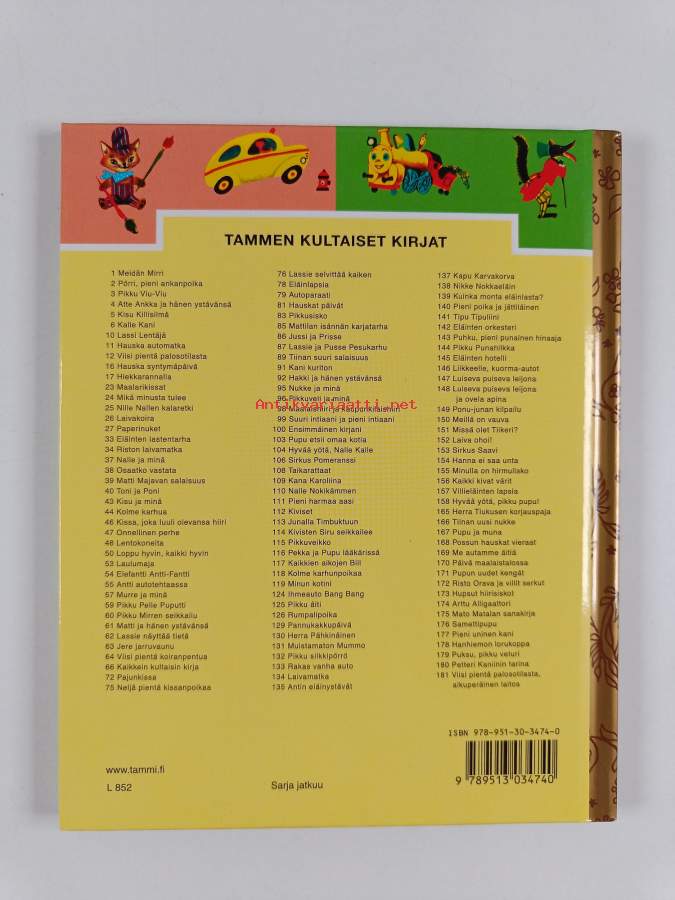 TAMMEN KULTAISET KIRJAT
1 Meidän Mirri
2 Pörri, pieni ankanpoika
3 Pikku Viu-Viu
4 Atte Ankka ja hänen ystävänsä
5 Kisu Kiliisilmä
6 Kalle Kani
10 Lassi Lentäjä
11 Hauska automatka
12 Viisi pientä palosotilasta
16 Hauska syntymäpäivä
17 Hiekkarannalla
23 Maalarikissat
24 Mikä minusta tulee
25 Nille Nallen kalaretki
26 Laivakoira
27 Paperinuket
33 Eläinten lastentarha
34 Riston laivamatka
37 Nalle ja minä
38 Osaatko vastata
39 Matti Majavan salaisuus
40 Toni ja Poni
43 Kisu ja minä
44 Kolme karhua
46 Kissa, joka luuli olevansa hiiri
47 Onnellinen perhe
48 Lentokoneita
50 Loppu hyvin, kaikki hyvin
53 Laulumaja
54 Elefantti Antti-Fantti
55 Antti autotehtaassa
57 Murre ja minä
59 Pikku Pelle Puputti
60 Pikku Mirren seikkailu
61 Matti ja hänen ystävänsä
62 Lassie näyttää tietä
63 Jere jarruvaunu
64 Viisi pientä koiranpentua
66 Kaikkein kultaisin kirja
72 Pajunkissa
75 Neljä pientä kissanpoikaa
76 Lassie selvittää kaiken
78 Eläinlapsia
79 Autoparaati
81 Hauskat päivät
83 Pikkusisko
85 Mattilan isännän karjatarha
86 Jussi ja Prisse
87 Lassie ja Pusse Pesukarhu
89 Tiinan suuri salaisuus
91 Kani kuriton
92 Hakki ja hänen ystävänsä
95 Nukke ja minä
96 Pikkuveli ja minä
98 Maalaishiiri ja kaupunkilaishiiri
99 Suuri intiaani ja pieni intiaani
100 Ensimmäinen kirjani
103 Pupu etsii omaa kotia
104 Hyvää yötä, Nalle Kalle
106 Sirkus Pomeranssi
108 Taikarattaat
109 Kana Karoliina
110 Nalle Nokikämmen
111 Pieni harmaa aasi
112 Kiviset
113 Junalla Timbuktuun
114 Kivisten Siru seikkailee
115 Pikkuveikko
116 Pekka ja Pupu lääkärissä
117 Kaikkien aikojen Bill
118 Kolme karhunpoikaa
119 Minun kotini
124 Ihmeauto Bang Bang
125 Pikku äiti
126 Rumpalipoika
129 Pannukakkupäivä
130 Herra Pähkinäinen
131 Muistamaton Mummo
132 Pikku silkkipörrö
133 Rakas vanha auto
134 Laivamatka
135 Antin eläinystävät
137 Kapu Karvakorva
138 Nikke Nokkaeläin
139 Kuinka monta eläinlasta?
140 Pieni poika ja jättiläinen
141 Tipu Tipuliini
142 Eläinten orkesteri
143 Puhku, pieni punainen hinaaja
144 Pikku Punahilkka
145 Eläinten hotelli
146 Liikkeelle, kuorma-autot
147 Luiseva puiseva leijona
148 Luiseva puiseva leijona
ja ovela apina
149 Ponu-junan kilpailu
150 Meillä on vauva
151 Missä olet Tiikeri?
152 Laiva ohoi!
153 Sirkus Saavi
154 Hanna ei saa unta
155 Minulla on hirmulisko
156 Kaikki kivat värit
157 Villieläinten lapsia
158 Hyvää yötä, pikku pupu!
165 Herra Tiukusen korjauspaja
166 Tiinan uusi nukke
167 Pupu ja muna
168 Possun hauskat vieraat
169 Me autamme äitiä
170 Päivä maalaistalossa
171 Pupun uudet kengät
172 Risto Orava ja villit serkut
173 Hupsut hiirisiskot
174 Arttu Alligaattori
175 Mato Matalan sanakirja
176 Samettipupu
177 Pieni uninen kani
178 Hanhiemon lorukoppa
179 Puksu, pikku veturi
180 Petteri Kaniinin tarina
181 Viisi pientä palosotilasta,
alkuperäinen laitos
Antikvariaatti.net
ISBN 978-951-30-3474-0
9 789513 034740
www.tammi.fi
L 852
Sarja jatkuu